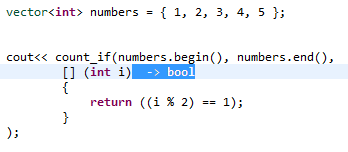 vector<int> numbers = { 1, 2, 3, 4, 5 };
cout<< count_if(numbers.begin(), numbers.end(),
[] (int i) -> bool
{
return ((i % 2) == 1);
}
);